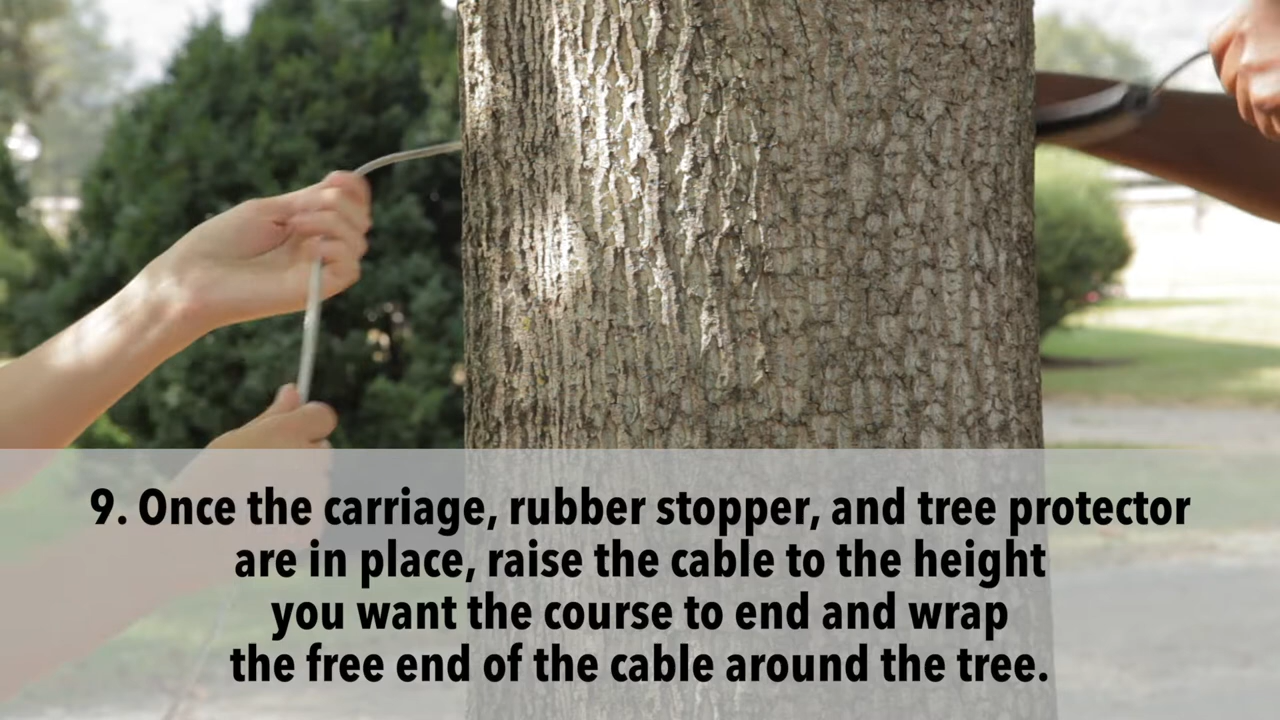 9. Once the carriage, rubber stopper, and tree protector
are in place, raise the cable to the height
you want the course to end and wrap
the free end of the cable around the tree.